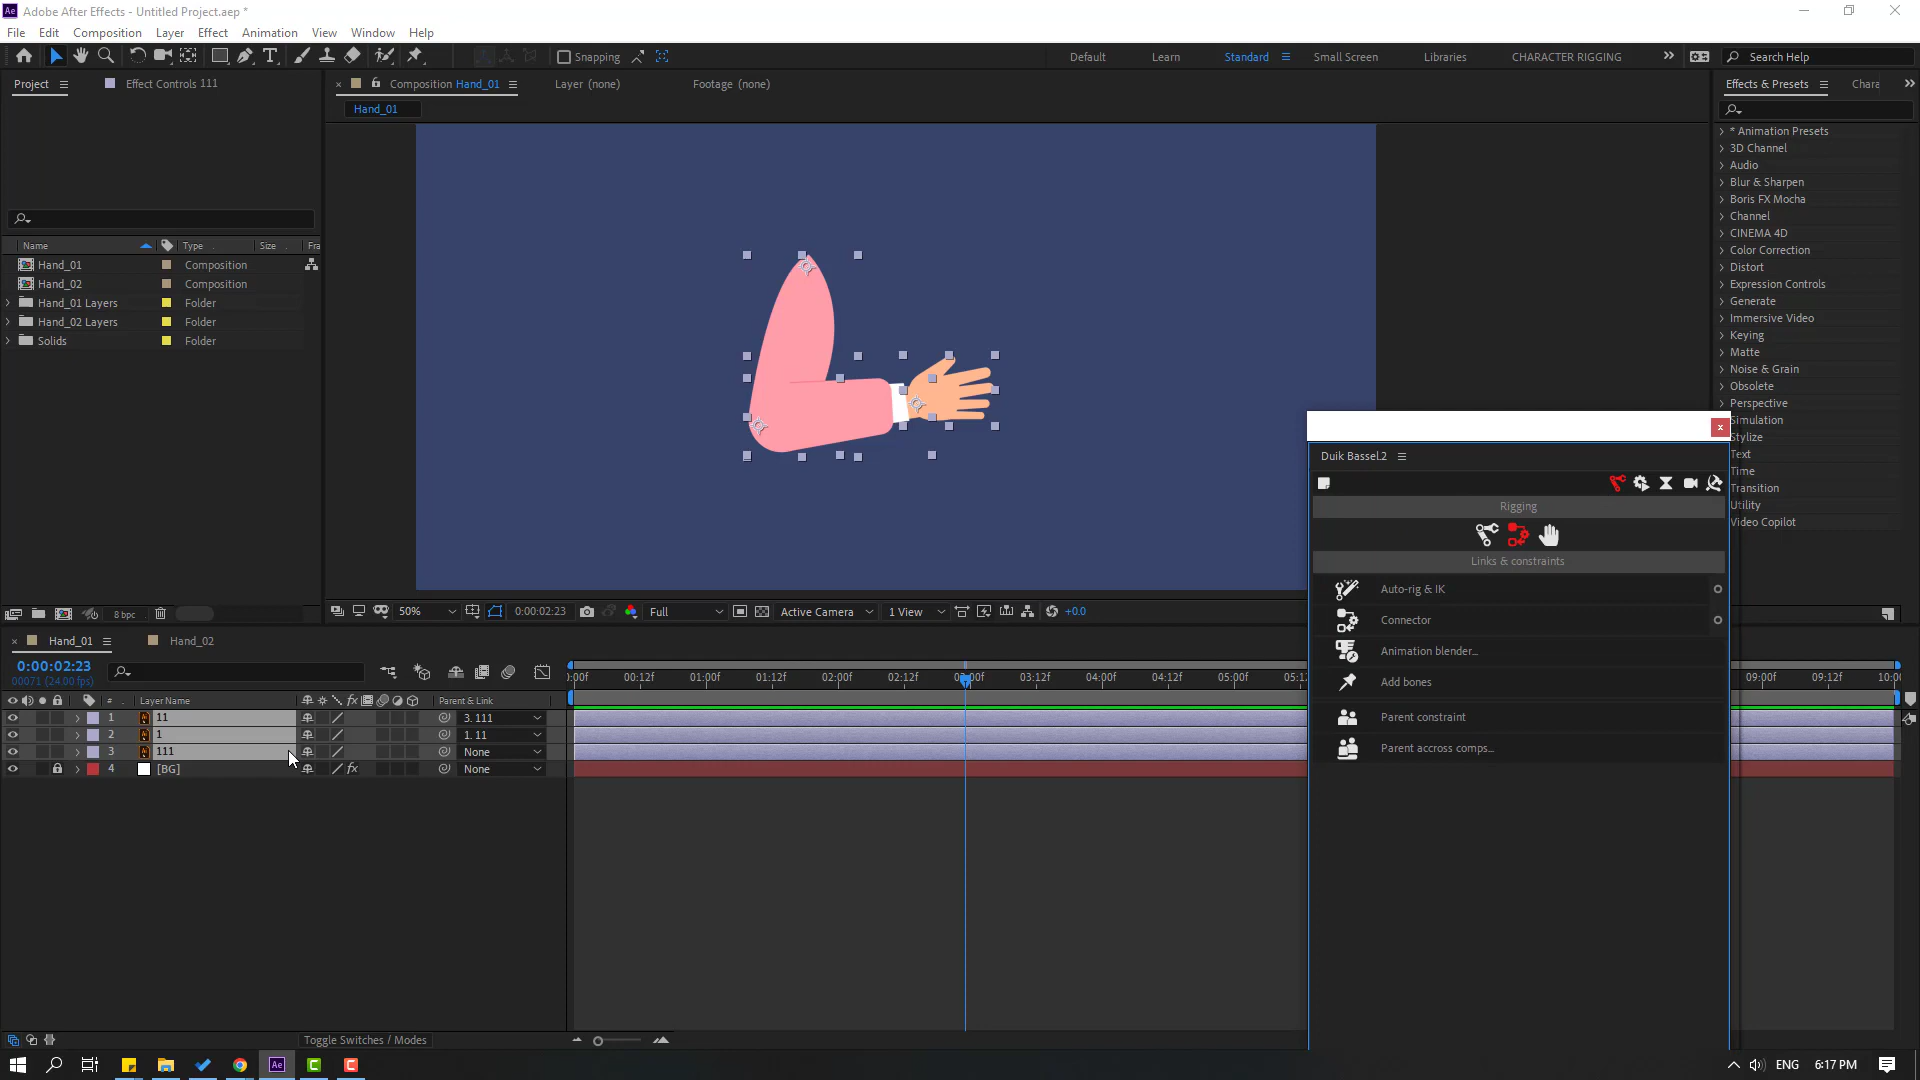 Adobe After Effects - Untitled Project.aep *
File Edit Composition Layer Effect Animation View Window Help
Snapping
Default Learn Standard Small Screen Libraries CHARACTER RIGGING
Search Help
Project
Effect Controls 111
Composition Hand_01
Layer (none)
Footage (none)
Hand_01
Effects & Presets
Chara
Name Type Size Fra
Hand_01 Composition
Hand_02 Composition
Hand_01 Layers Folder
Hand_02 Layers Folder
Solids Folder
* Animation Presets
3D Channel
Audio
Blur & Sharpen
Boris FX Mocha
Channel
CINEMA 4D
Color Correction
Distort
Expression Controls
Generate
Immersive Video
Keying
Matte
Noise & Grain
Obsolete
Perspective
Simulation
Stylize
Text
Time
Transition
Utility
Video Copilot
Duik Bassel.2
Rigging
Links & constraints
Auto-rig & IK
Connector
Animation blender...
Add bones
Parent constraint
Parent accross comps...
8 bpc
50% 0:00:02:23 Full Active Camera 1 View +0.0
Hand_01
Hand_02
0:00:02:23
00071 (24.00 fps)
# Layer Name fx Parent & Link
1 11 3. 111
2 1 1. 11
3 111 None
4 [BG] fx None
0:00f 00:12f 01:00f 01:12f 02:00f 02:12f 03:00f 03:12f 04:00f 04:12f 05:00f 05:1 09:00f 09:12f 10:0
Toggle Switches / Modes
Ae
ENG 6:17 PM